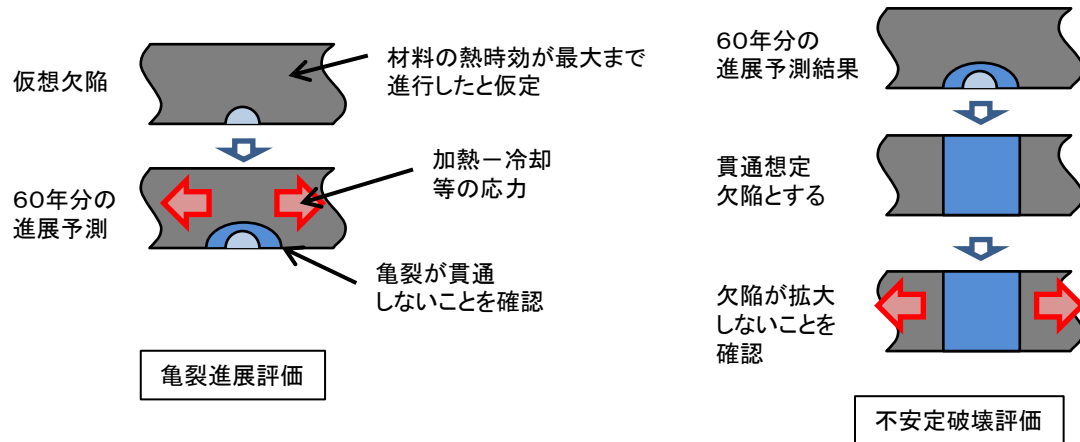 仮想欠陥
材料の熱時効が最大まで
進行したと仮定
60年分の
進展予測
加熱－冷却
等の応力
亀裂が貫通
しないことを確認
亀裂進展評価
60年分の
進展予測結果
貫通想定
欠陥とする
欠陥が拡大
しないことを
確認
不安定破壊評価